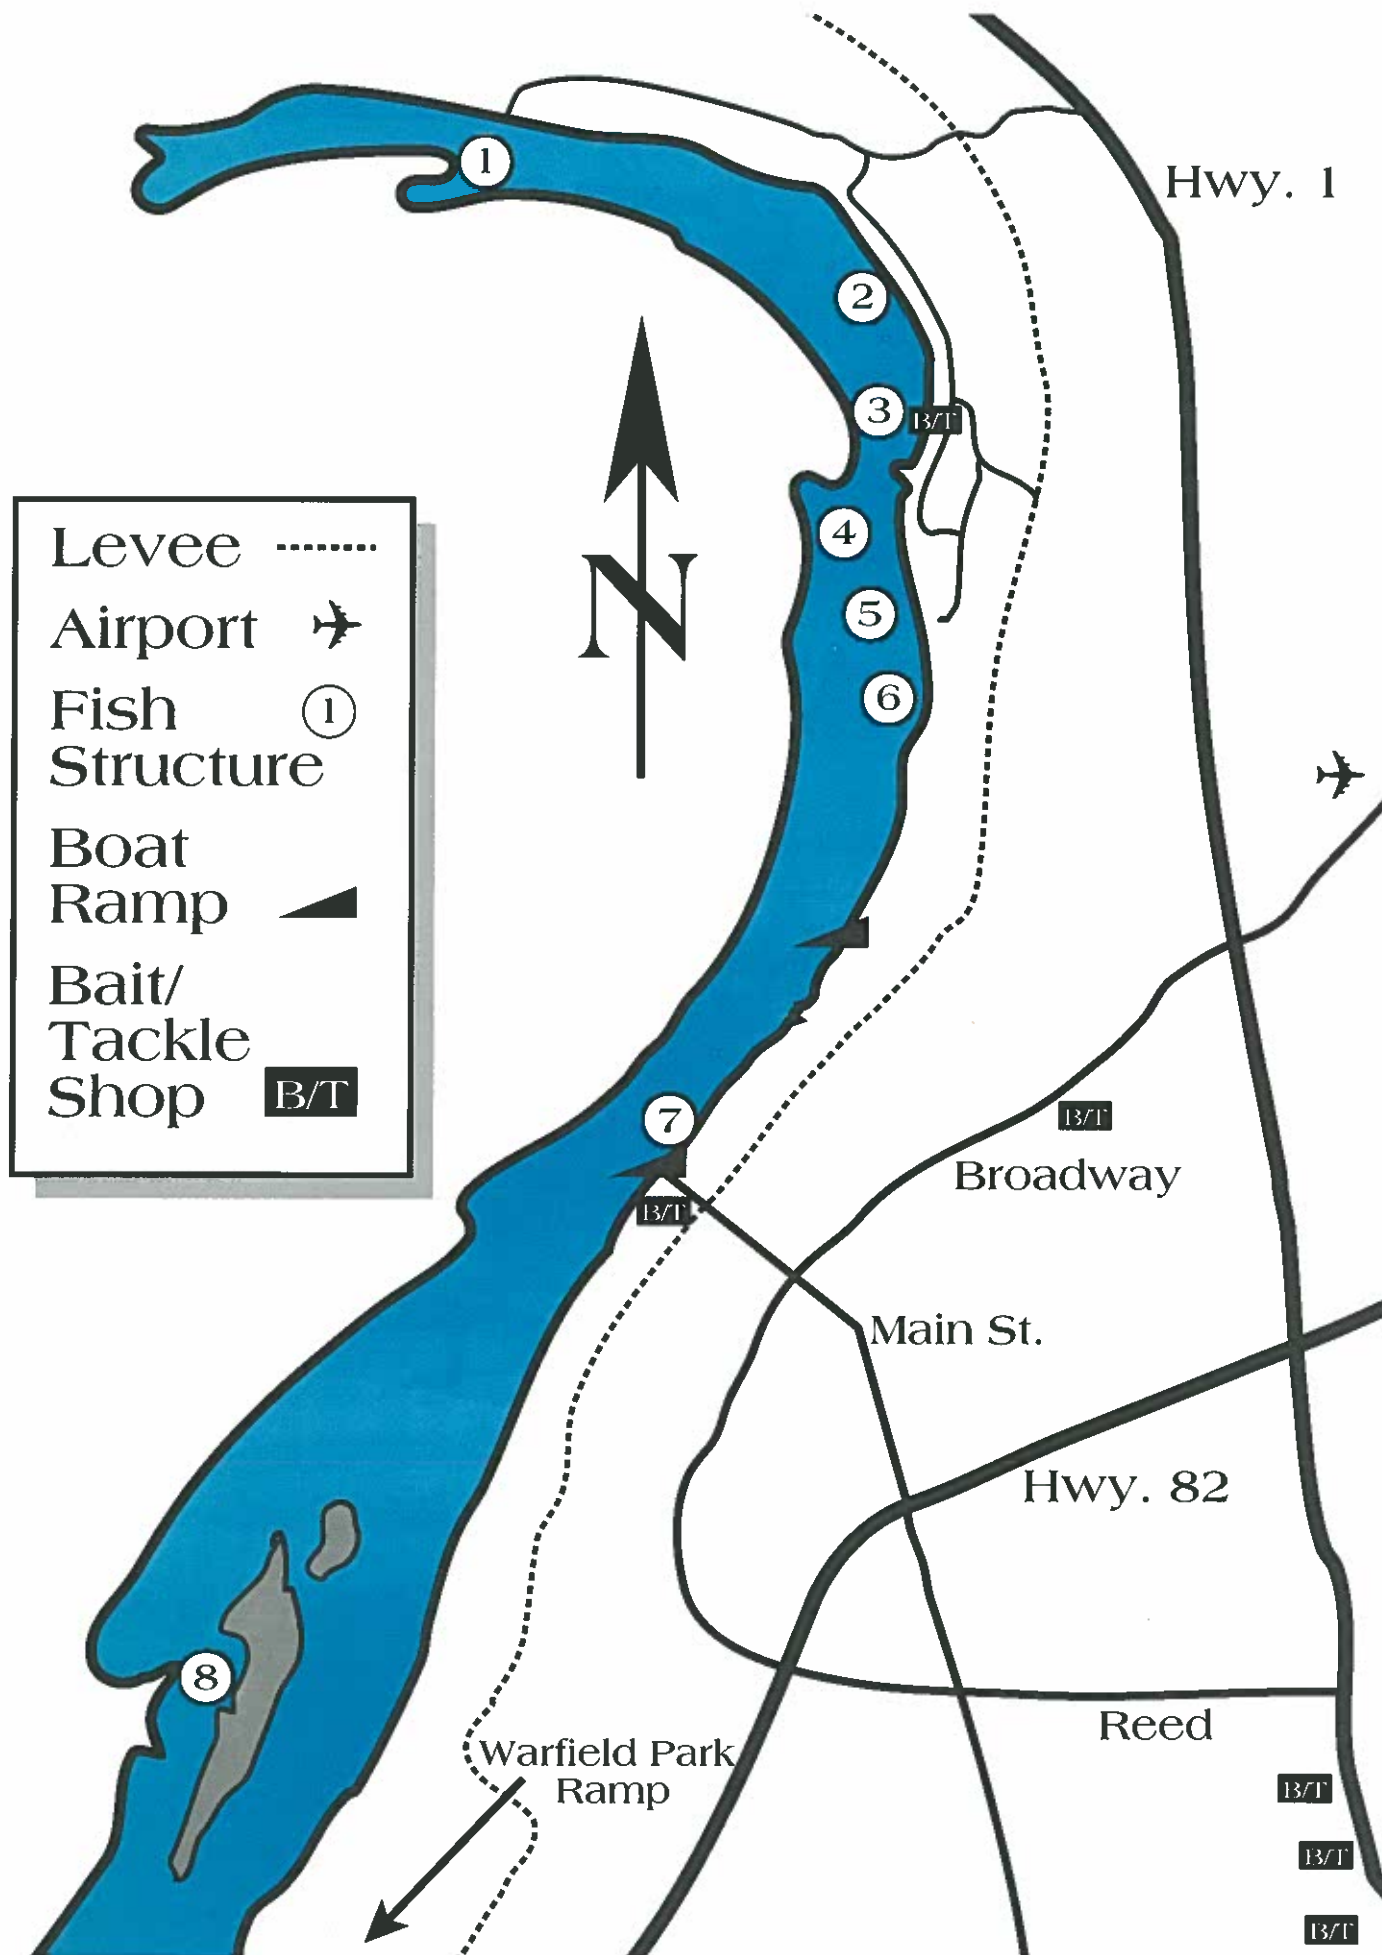 Hwy. 1
1
2
3
B/T
4
5
6
N
Levee
Airport
Fish
Structure
1
Boat
Ramp
Bait/
Tackle
Shop
B/T
7
B/T
B/T
Broadway
Main St.
Hwy. 82
8
Reed
Warfield Park
Ramp
B/T
B/T
B/T